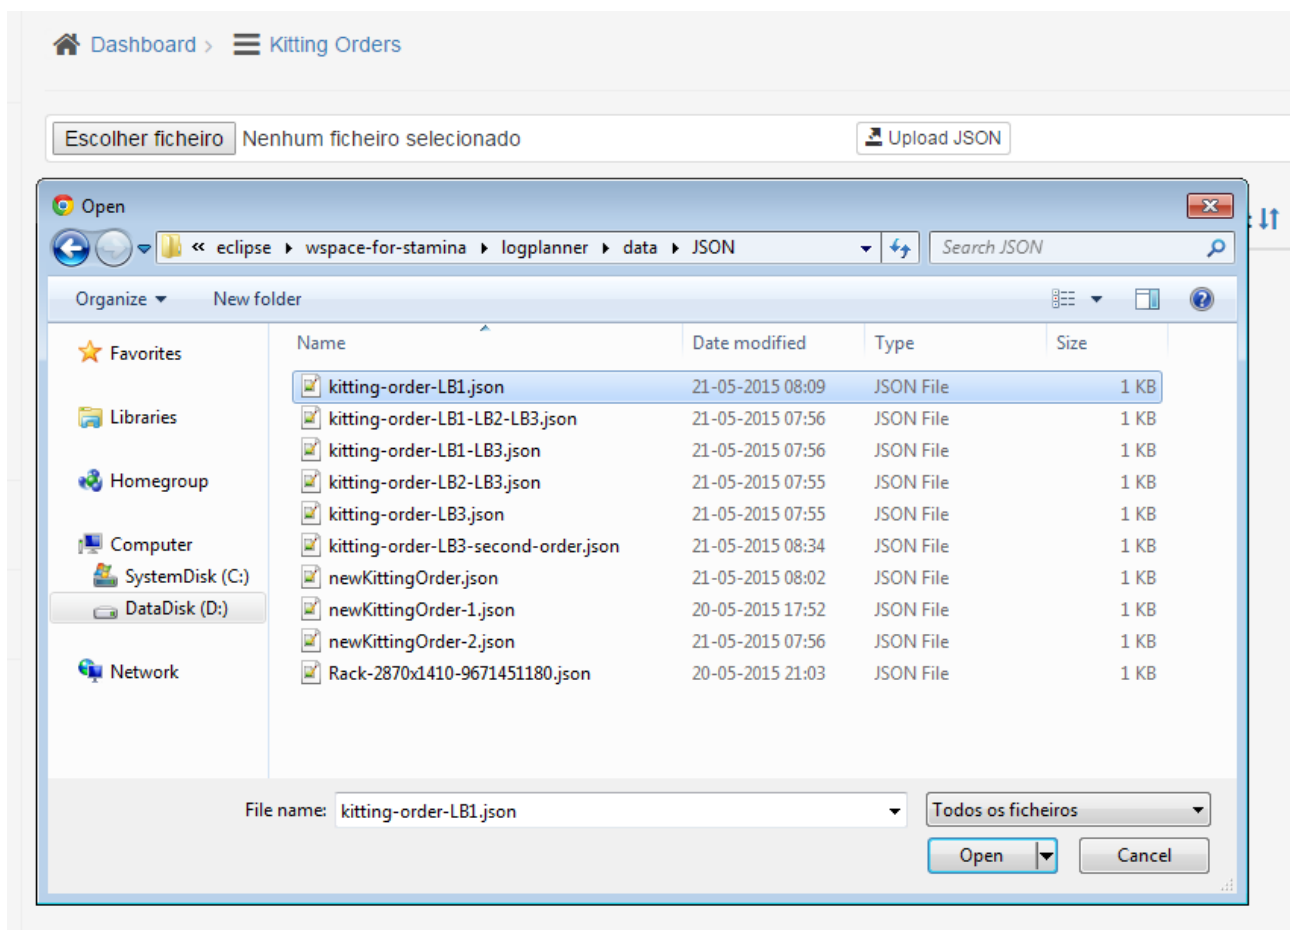 Dashboard > Kitting Orders
Escolher ficheiro Nenhum ficheiro selecionado Upload JSON
Open
« eclipse wspace-for-stamina logplanner data JSON Search JSON
Organize New folder
Favorites
Libraries
Homegroup
Computer
SystemDisk (C:)
DataDisk (D:)
Network
Name Date modified Type Size
kitting-order-LB1.json 21-05-2015 08:09 JSON File 1 KB
kitting-order-LB1-LB2-LB3.json 21-05-2015 07:56 JSON File 1 KB
kitting-order-LB1-LB3.json 21-05-2015 07:56 JSON File 1 KB
kitting-order-LB2-LB3.json 21-05-2015 07:55 JSON File 1 KB
kitting-order-LB3.json 21-05-2015 07:55 JSON File 1 KB
kitting-order-LB3-second-order.json 21-05-2015 08:34 JSON File 1 KB
newKittingOrder.json 21-05-2015 08:02 JSON File 1 KB
newKittingOrder-1.json 20-05-2015 17:52 JSON File 1 KB
newKittingOrder-2.json 21-05-2015 07:56 JSON File 1 KB
Rack-2870x1410-9671451180.json 20-05-2015 21:03 JSON File 1 KB
File name: kitting-order-LB1.json Todos os ficheiros
Open Cancel